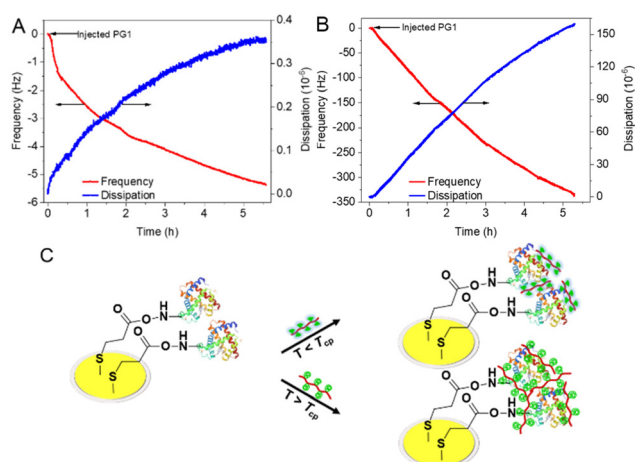 A
Injected PG1
Frequency (Hz)
0
-1
-2
-3
-4
-5
-6
0.4
0.3
0.2
0.1
0.0
Dissipation (10⁻⁶)
Frequency
Dissipation
0 1 2 3 4 5
Time (h)
B
Injected PG1
Frequency (Hz)
0
-50
-100
-150
-200
-250
-300
-350
150
120
90
60
30
0
Dissipation (10⁻⁶)
Frequency
Dissipation
0 1 2 3 4 5
Time (h)
C
O
O
N
H
O
O
N
H
S
S
T < Tcp
T > Tcp
O
O
N
H
O
O
N
H
S
S
O
O
N
H
O
O
N
H
S
S